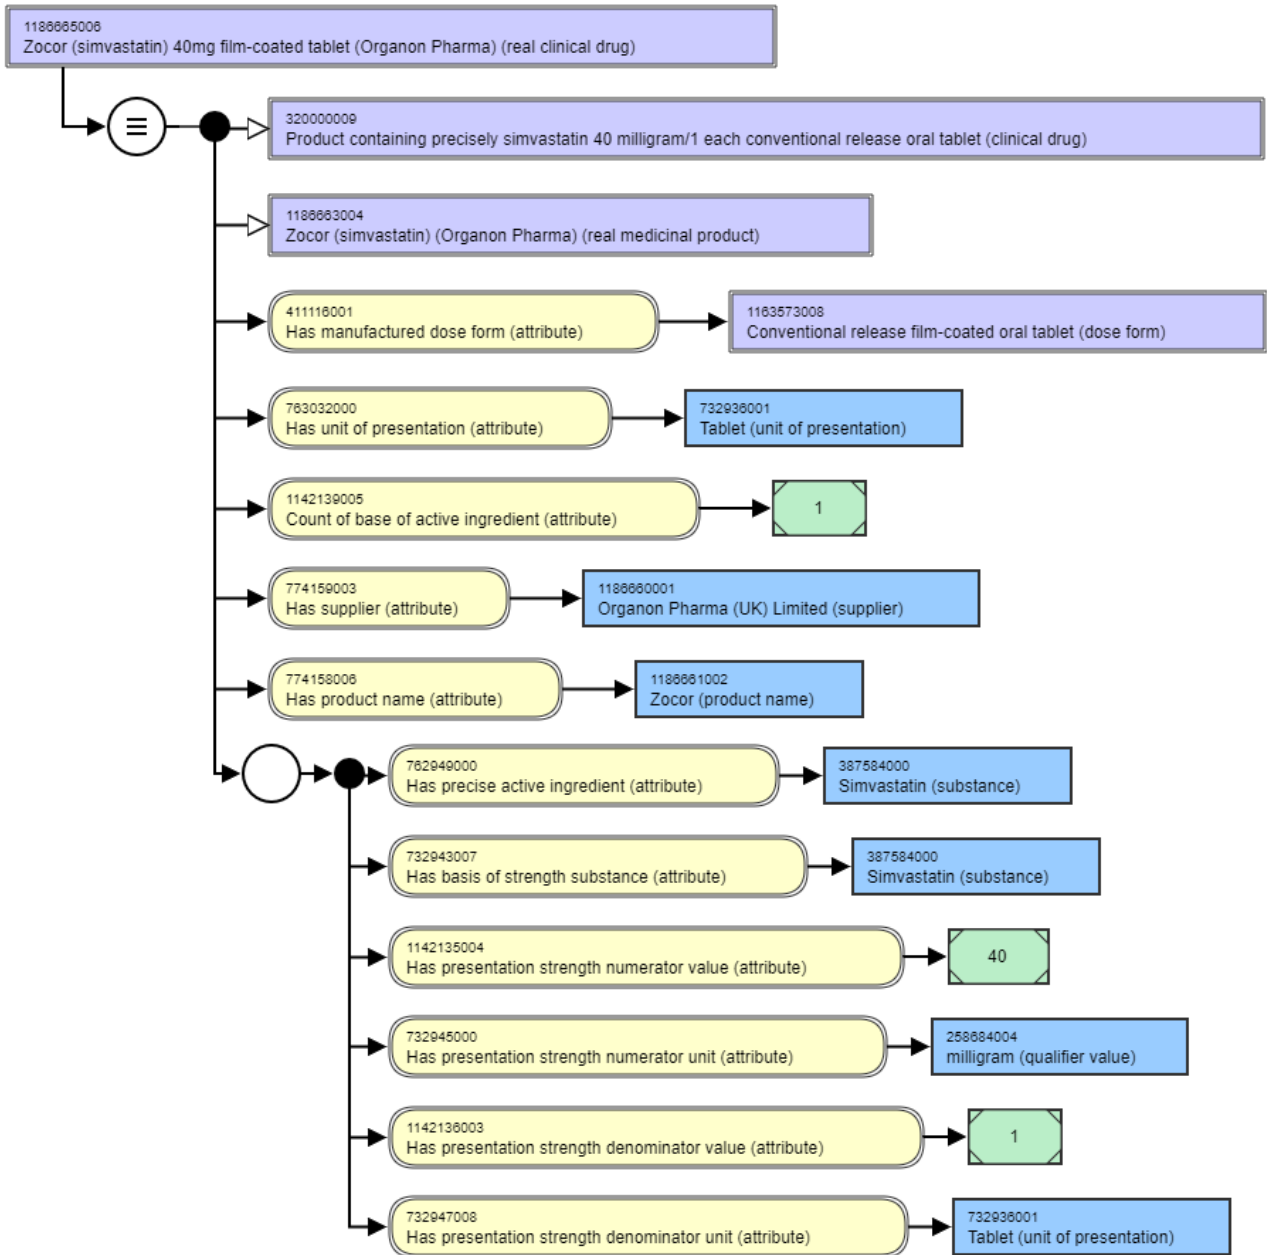 1186665006
Zocor (simvastatin) 40mg film-coated tablet (Organon Pharma) (real clinical drug)
320000009
Product containing precisely simvastatin 40 milligram/1 each conventional release oral tablet (clinical drug)
1186663004
Zocor (simvastatin) (Organon Pharma) (real medicinal product)
411116001
Has manufactured dose form (attribute)
1163573008
Conventional release film-coated oral tablet (dose form)
763032000
Has unit of presentation (attribute)
732936001
Tablet (unit of presentation)
1142139005
Count of base of active ingredient (attribute)
1
774159003
Has supplier (attribute)
1186660001
Organon Pharma (UK) Limited (supplier)
774158006
Has product name (attribute)
1186661002
Zocor (product name)
762949000
Has precise active ingredient (attribute)
387584000
Simvastatin (substance)
732943007
Has basis of strength substance (attribute)
387584000
Simvastatin (substance)
1142135004
Has presentation strength numerator value (attribute)
40
732945000
Has presentation strength numerator unit (attribute)
258684004
milligram (qualifier value)
1142136003
Has presentation strength denominator value (attribute)
1
732947008
Has presentation strength denominator unit (attribute)
732936001
Tablet (unit of presentation)